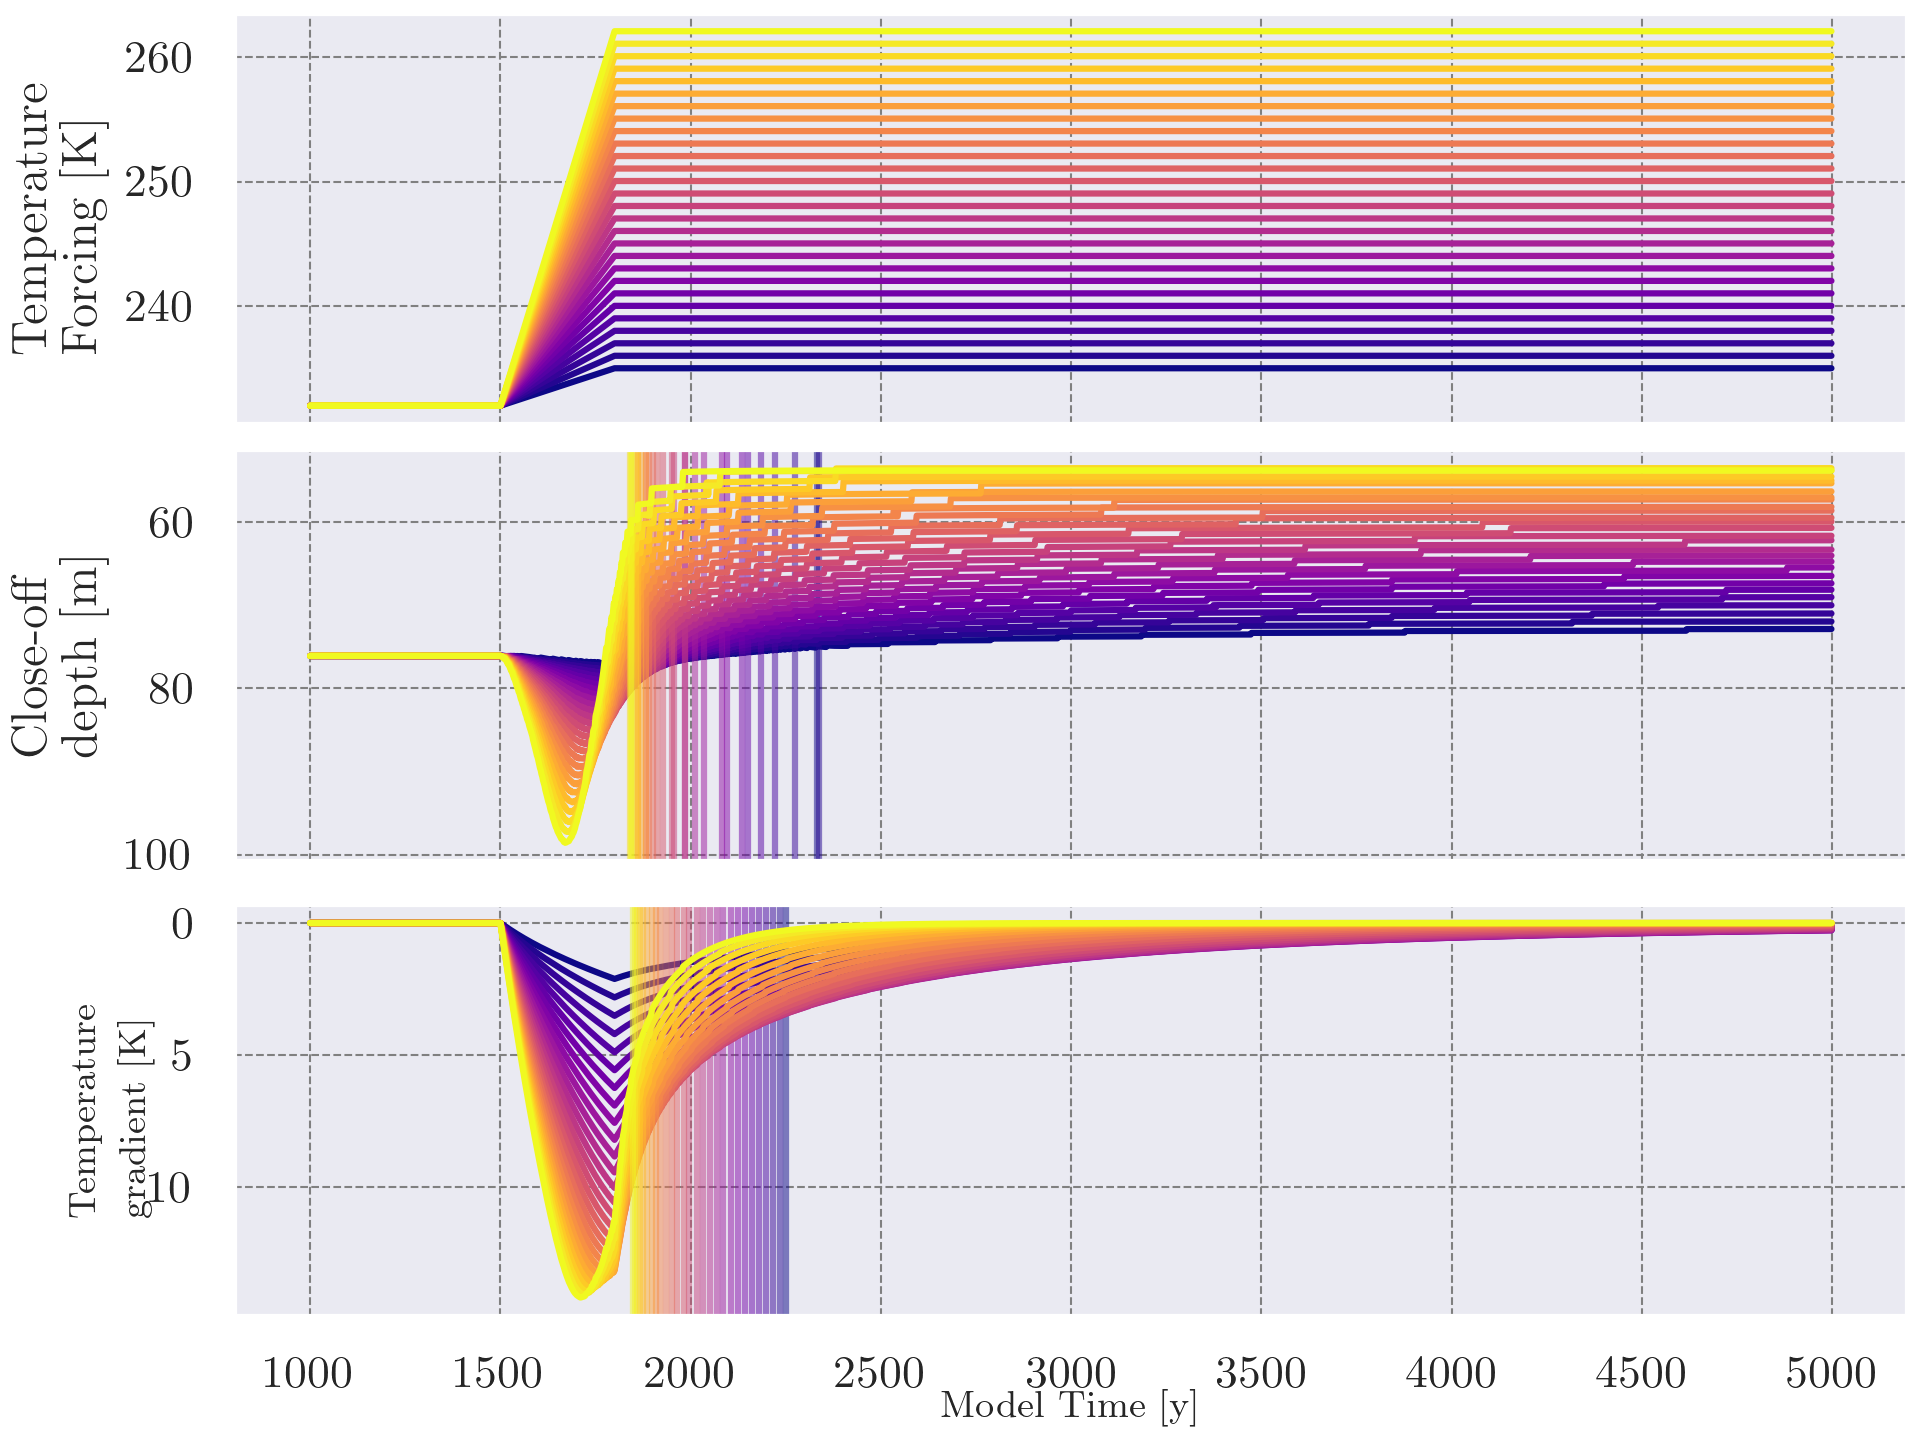 Temperature
Forcing [K]
260
250
240
Close-off
depth [m]
60
80
100
Temperature
gradient [K]
0
5
10
1000 1500 2000 2500 3000 3500 4000 4500 5000
Model Time [y]